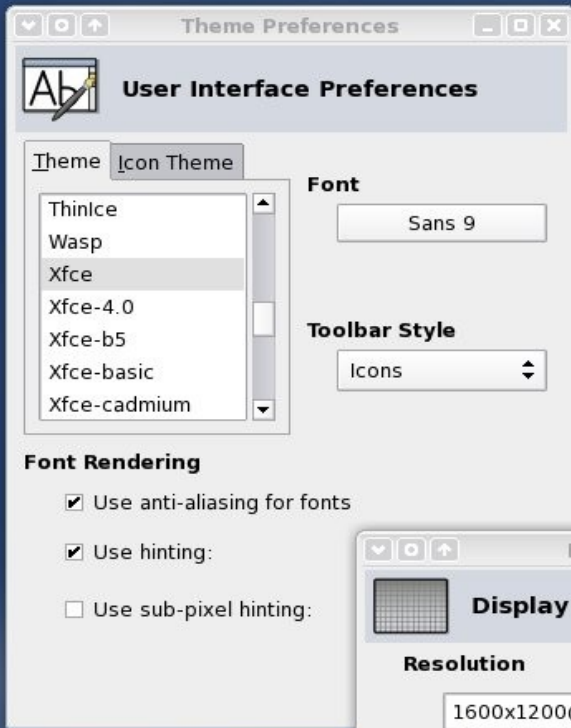 Theme Preferences
Ab
User Interface Preferences
Theme
Icon Theme
ThinIce
Wasp
Xfce
Xfce-4.0
Xfce-b5
Xfce-basic
Xfce-cadmium
Font
Sans 9
Toolbar Style
Icons
Font Rendering
Use anti-aliasing for fonts
Use hinting:
Use sub-pixel hinting:
Display
Resolution
1600x1200